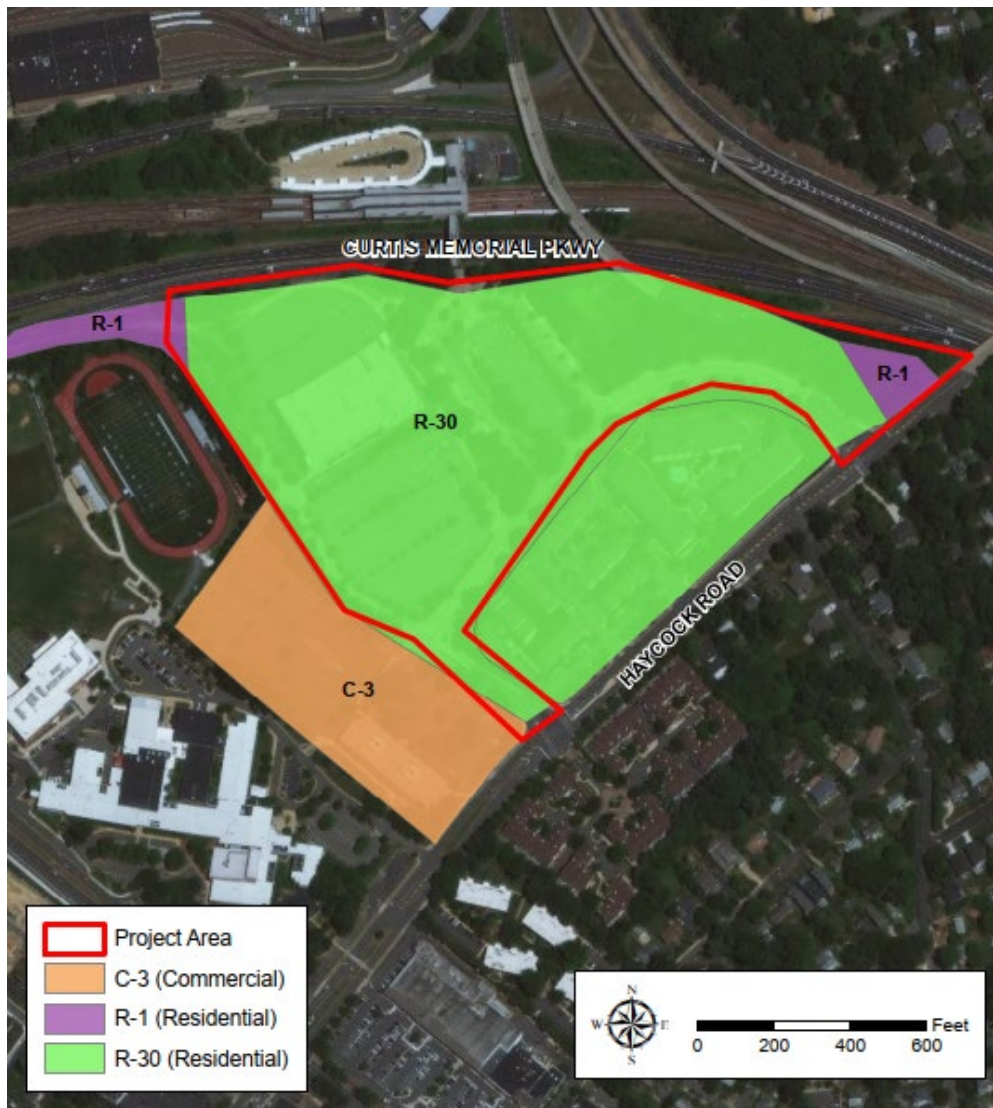 CURTIS MEMORIAL PKWY
R-1
R-1
R-30
HAYCOCK ROAD
C-3
Project Area
C-3 (Commercial)
R-1 (Residential)
R-30 (Residential)
N
W E
S
Feet
0 200 400 600